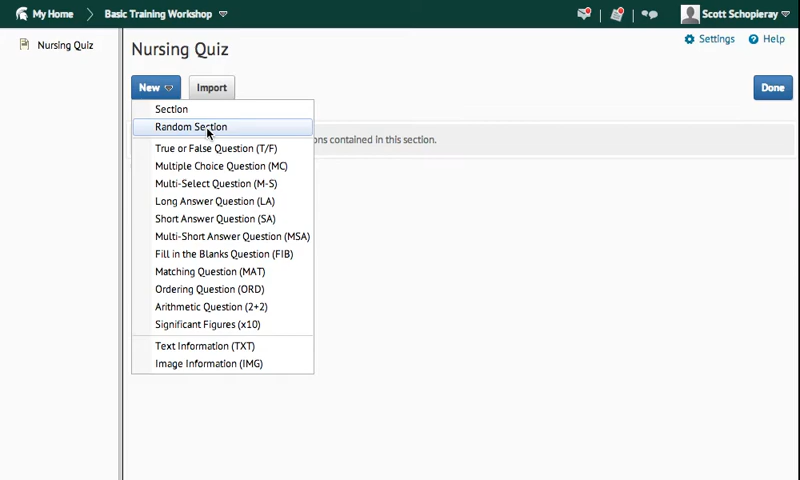 My Home Basic Training Workshop Scott Schopieray
Nursing Quiz
Nursing Quiz
Settings Help
New Import Done
Section
Random Section
ons contained in this section.
True or False Question (T/F)
Multiple Choice Question (MC)
Multi-Select Question (M-S)
Long Answer Question (LA)
Short Answer Question (SA)
Multi-Short Answer Question (MSA)
Fill in the Blanks Question (FIB)
Matching Question (MAT)
Ordering Question (ORD)
Arithmetic Question (2+2)
Significant Figures (x10)
Text Information (TXT)
Image Information (IMG)